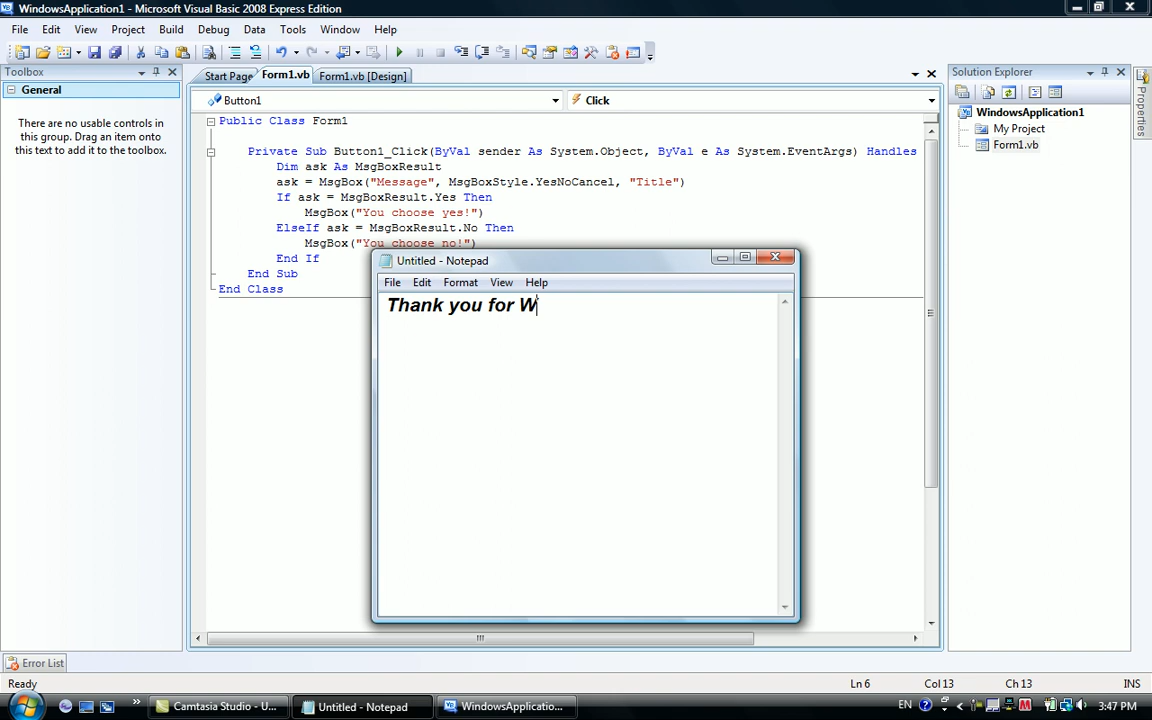 WindowsApplication1 - Microsoft Visual Basic 2008 Express Edition
File Edit View Project Build Debug Data Tools Window Help
Toolbox
General
There are no usable controls in
this group. Drag an item onto
this text to add it to the toolbox.
Start Page Form1.vb Form1.vb [Design]
Button1 Click
Public Class Form1
Private Sub Button1_Click(ByVal sender As System.Object, ByVal e As System.EventArgs) Handles
Dim ask As MsgBoxResult
ask = MsgBox("Message", MsgBoxStyle.YesNoCancel, "Title")
If ask = MsgBoxResult.Yes Then
MsgBox("You choose yes!")
ElseIf ask = MsgBoxResult.No Then
MsgBox("You choose no!")
End If
End Sub
End Class
Untitled - Notepad
File Edit Format View Help
Thank you for W
Solution Explorer
WindowsApplication1
My Project
Form1.vb
Properties
Error List
Ready Ln 6 Col 13 Ch 13 INS
Camtasia Studio - U... Untitled - Notepad WindowsApplicatio... EN 3:47 PM